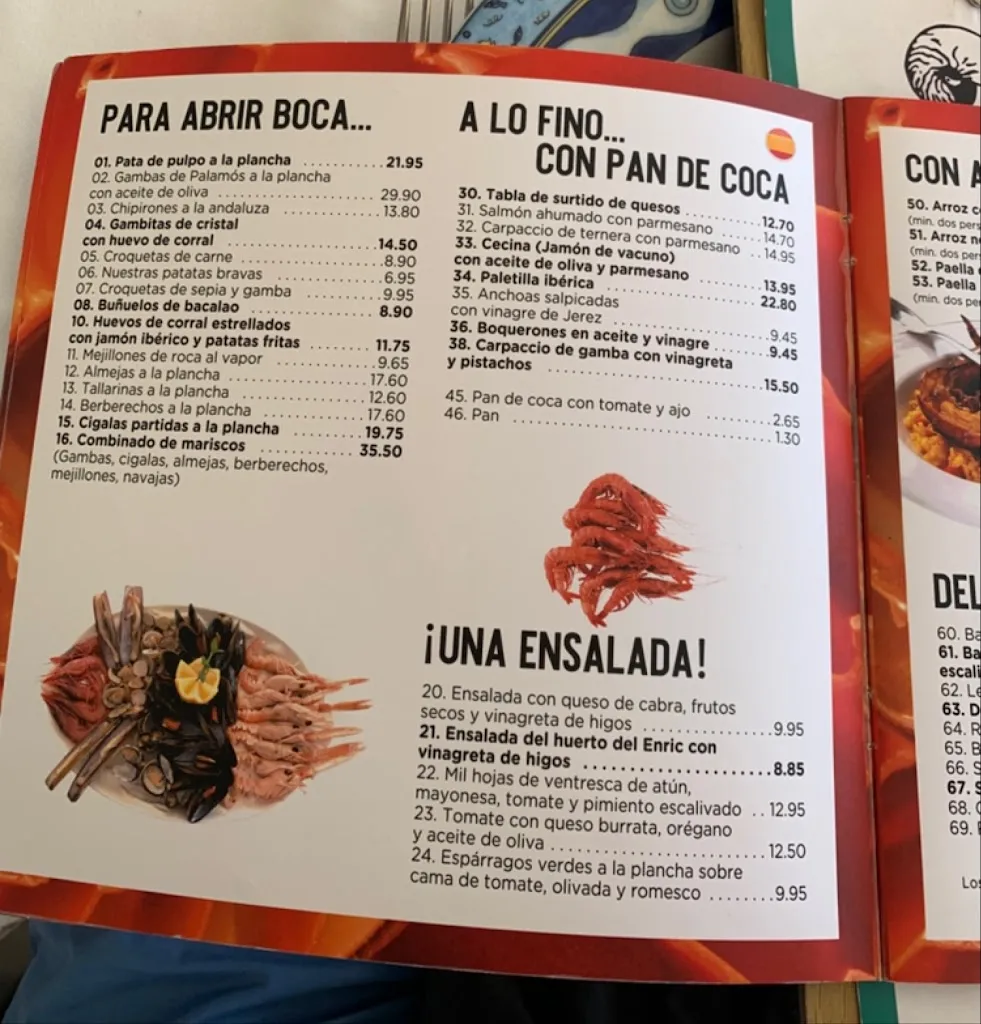 PARA ABRIR BOCA...
01. Pata de pulpo a la plancha ........... 21.95
02. Gambas de Palamós a la plancha
con aceite de oliva ...................... 29.90
03. Chipirones a la andaluza ............. 13.80
04. Gambitas de cristal
con huevo de corral ..................... 14.50
05. Croquetas de carne ................... 8.90
06. Nuestras patatas bravas .............. 6.95
07. Croquetas de sepia y gamba ........... 9.95
08. Buñuelos de bacalao .................. 8.90
10. Huevos de corral estrellados
con jamón ibérico y patatas fritas ........ 11.75
11. Mejillones de roca al vapor .......... 9.65
12. Almejas a la plancha ................. 17.60
13. Tallarinas a la plancha .............. 12.60
14. Berberechos a la plancha ............. 17.60
15. Cigalas partidas a la plancha ........ 19.75
16. Combinado de mariscos ............ 35.50
(Gambas, cigalas, almejas, berberechos,
mejillones, navajas)
A LO FINO...
CON PAN DE COCA
30. Tabla de surtido de quesos ........... 12.70
31. Salmón ahumado con parmesano ...... 14.70
32. Carpaccio de ternera con parmesano .. 14.95
33. Cecina (Jamón de vacuno)
con aceite de oliva y parmesano ......... 13.95
34. Paletilla ibérica .................... 22.80
35. Anchoas salpicadas
con vinagre de Jerez .................... 9.45
36. Boquerones en aceite y vinagre ....... 9.45
38. Carpaccio de gamba con vinagreta
y pistachos ............................. 15.50
45. Pan de coca con tomate y ajo ......... 2.65
46. Pan .................................. 1.30
¡UNA ENSALADA!
20. Ensalada con queso de cabra, frutos
secos y vinagreta de higos ............... 9.95
21. Ensalada del huerto del Enric con
vinagreta de higos ..................... 8.85
22. Mil hojas de ventresca de atún,
mayonesa, tomate y pimiento escalivado .. 12.95
23. Tomate con queso burrata, orégano
y aceite de oliva ........................ 12.50
24. Espárragos verdes a la plancha sobre
cama de tomate, olivada y romesco ........ 9.95
CON A
50. Arroz c
(min. dos pers
51. Arroz n
(min. dos per
52. Paella
53. Paella
(min. dos pe
DEL
60. Ba
61. Ba
escali
62. Le
63. D
64. R
65. B
66. S
67. S
68. C
69.
Los